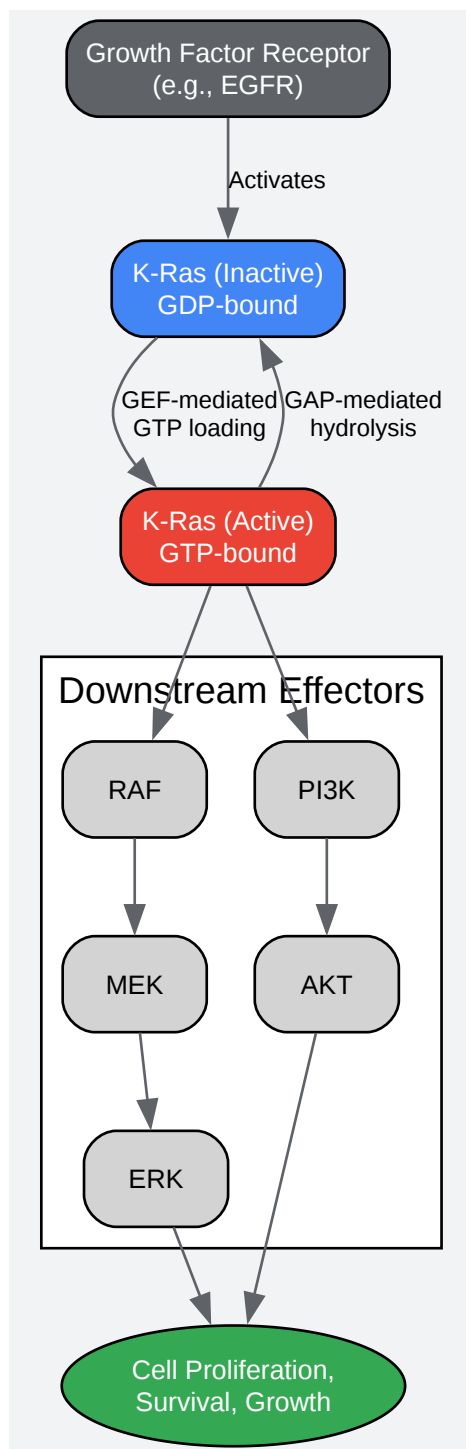 Growth Factor Receptor
(e.g., EGFR)
Activates
K-Ras (Inactive)
GDP-bound
GEF-mediated
GTP loading
GAP-mediated
hydrolysis
K-Ras (Active)
GTP-bound
Downstream Effectors
RAF
PI3K
MEK
AKT
ERK
Cell Proliferation,
Survival, Growth